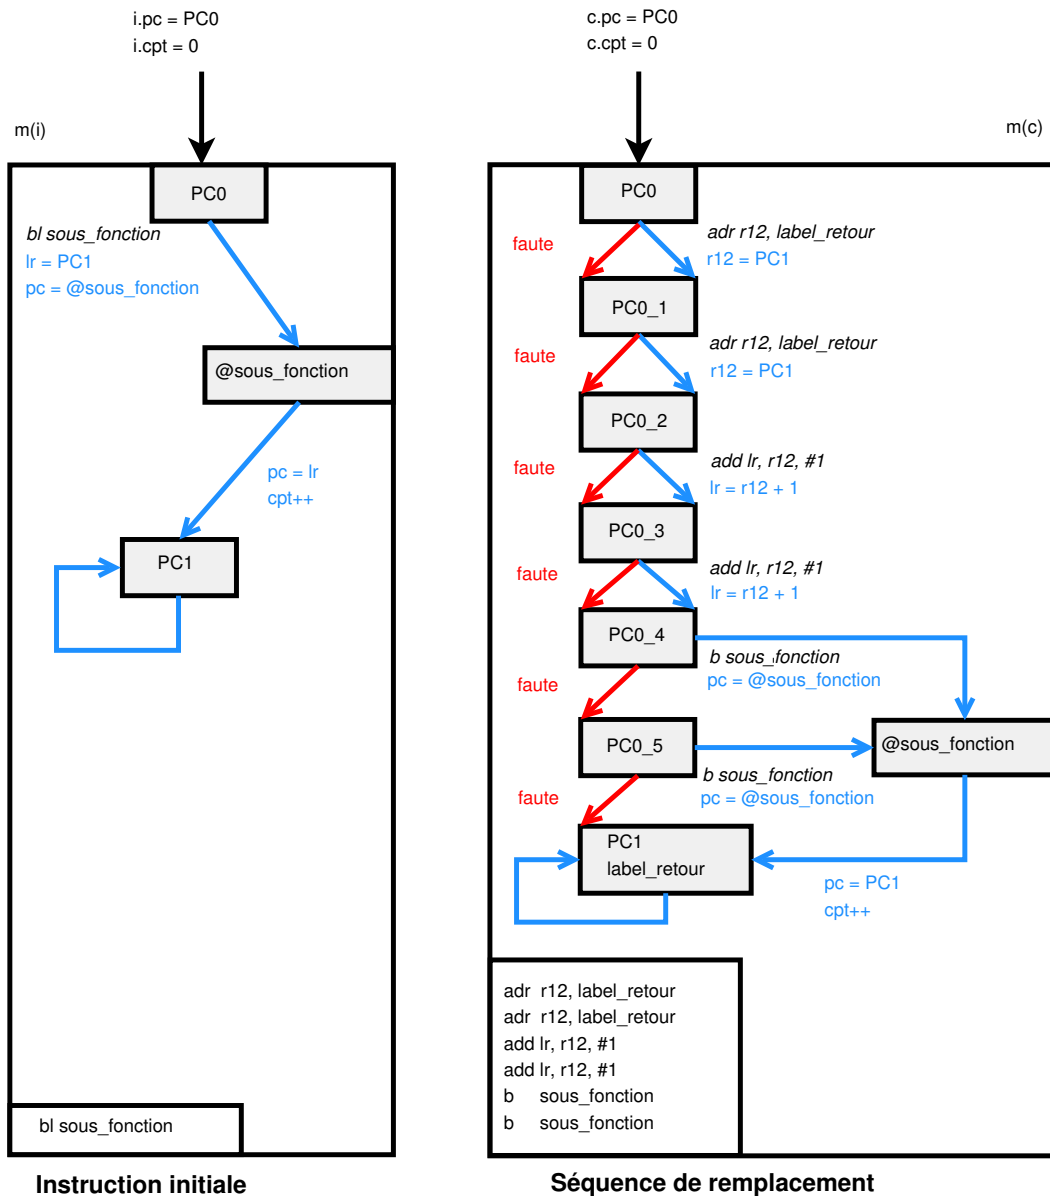 i.pc = PC0
i.cpt = 0
m(i)
PC0
bl sous_fonction
lr = PC1
pc = @sous_fonction
@sous_fonction
pc = lr
cpt++
PC1
bl sous_fonction
Instruction initiale
c.pc = PC0
c.cpt = 0
m(c)
PC0
faute
adr r12, label_retour
r12 = PC1
PC0_1
faute
adr r12, label_retour
r12 = PC1
PC0_2
faute
add lr, r12, #1
lr = r12 + 1
PC0_3
faute
add lr, r12, #1
lr = r12 + 1
PC0_4
b sous_fonction
pc = @sous_fonction
faute
PC0_5
@sous_fonction
b sous_fonction
pc = @sous_fonction
faute
PC1
label_retour
pc = PC1
cpt++
adr r12, label_retour
adr r12, label_retour
add lr, r12, #1
add lr, r12, #1
b sous_fonction
b sous_fonction
Séquence de remplacement